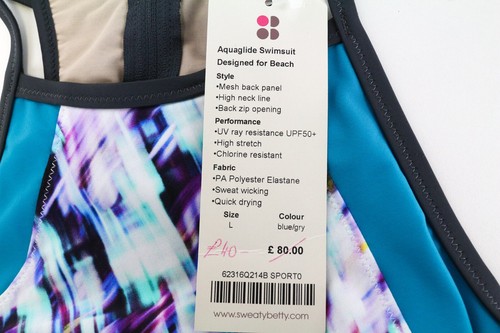 Aquaglide Swimsuit
Designed for Beach
Style
•Mesh back panel
•High neck line
•Back zip opening
Performance
•UV ray resistance UPF50+
•High stretch
•Chlorine resistant
Fabric
•PA Polyester Elastane
•Sweat wicking
•Quick drying
Size Colour
L blue/gry
£40 £ 80.00
62316Q214B SPORT0
www.sweatybetty.com